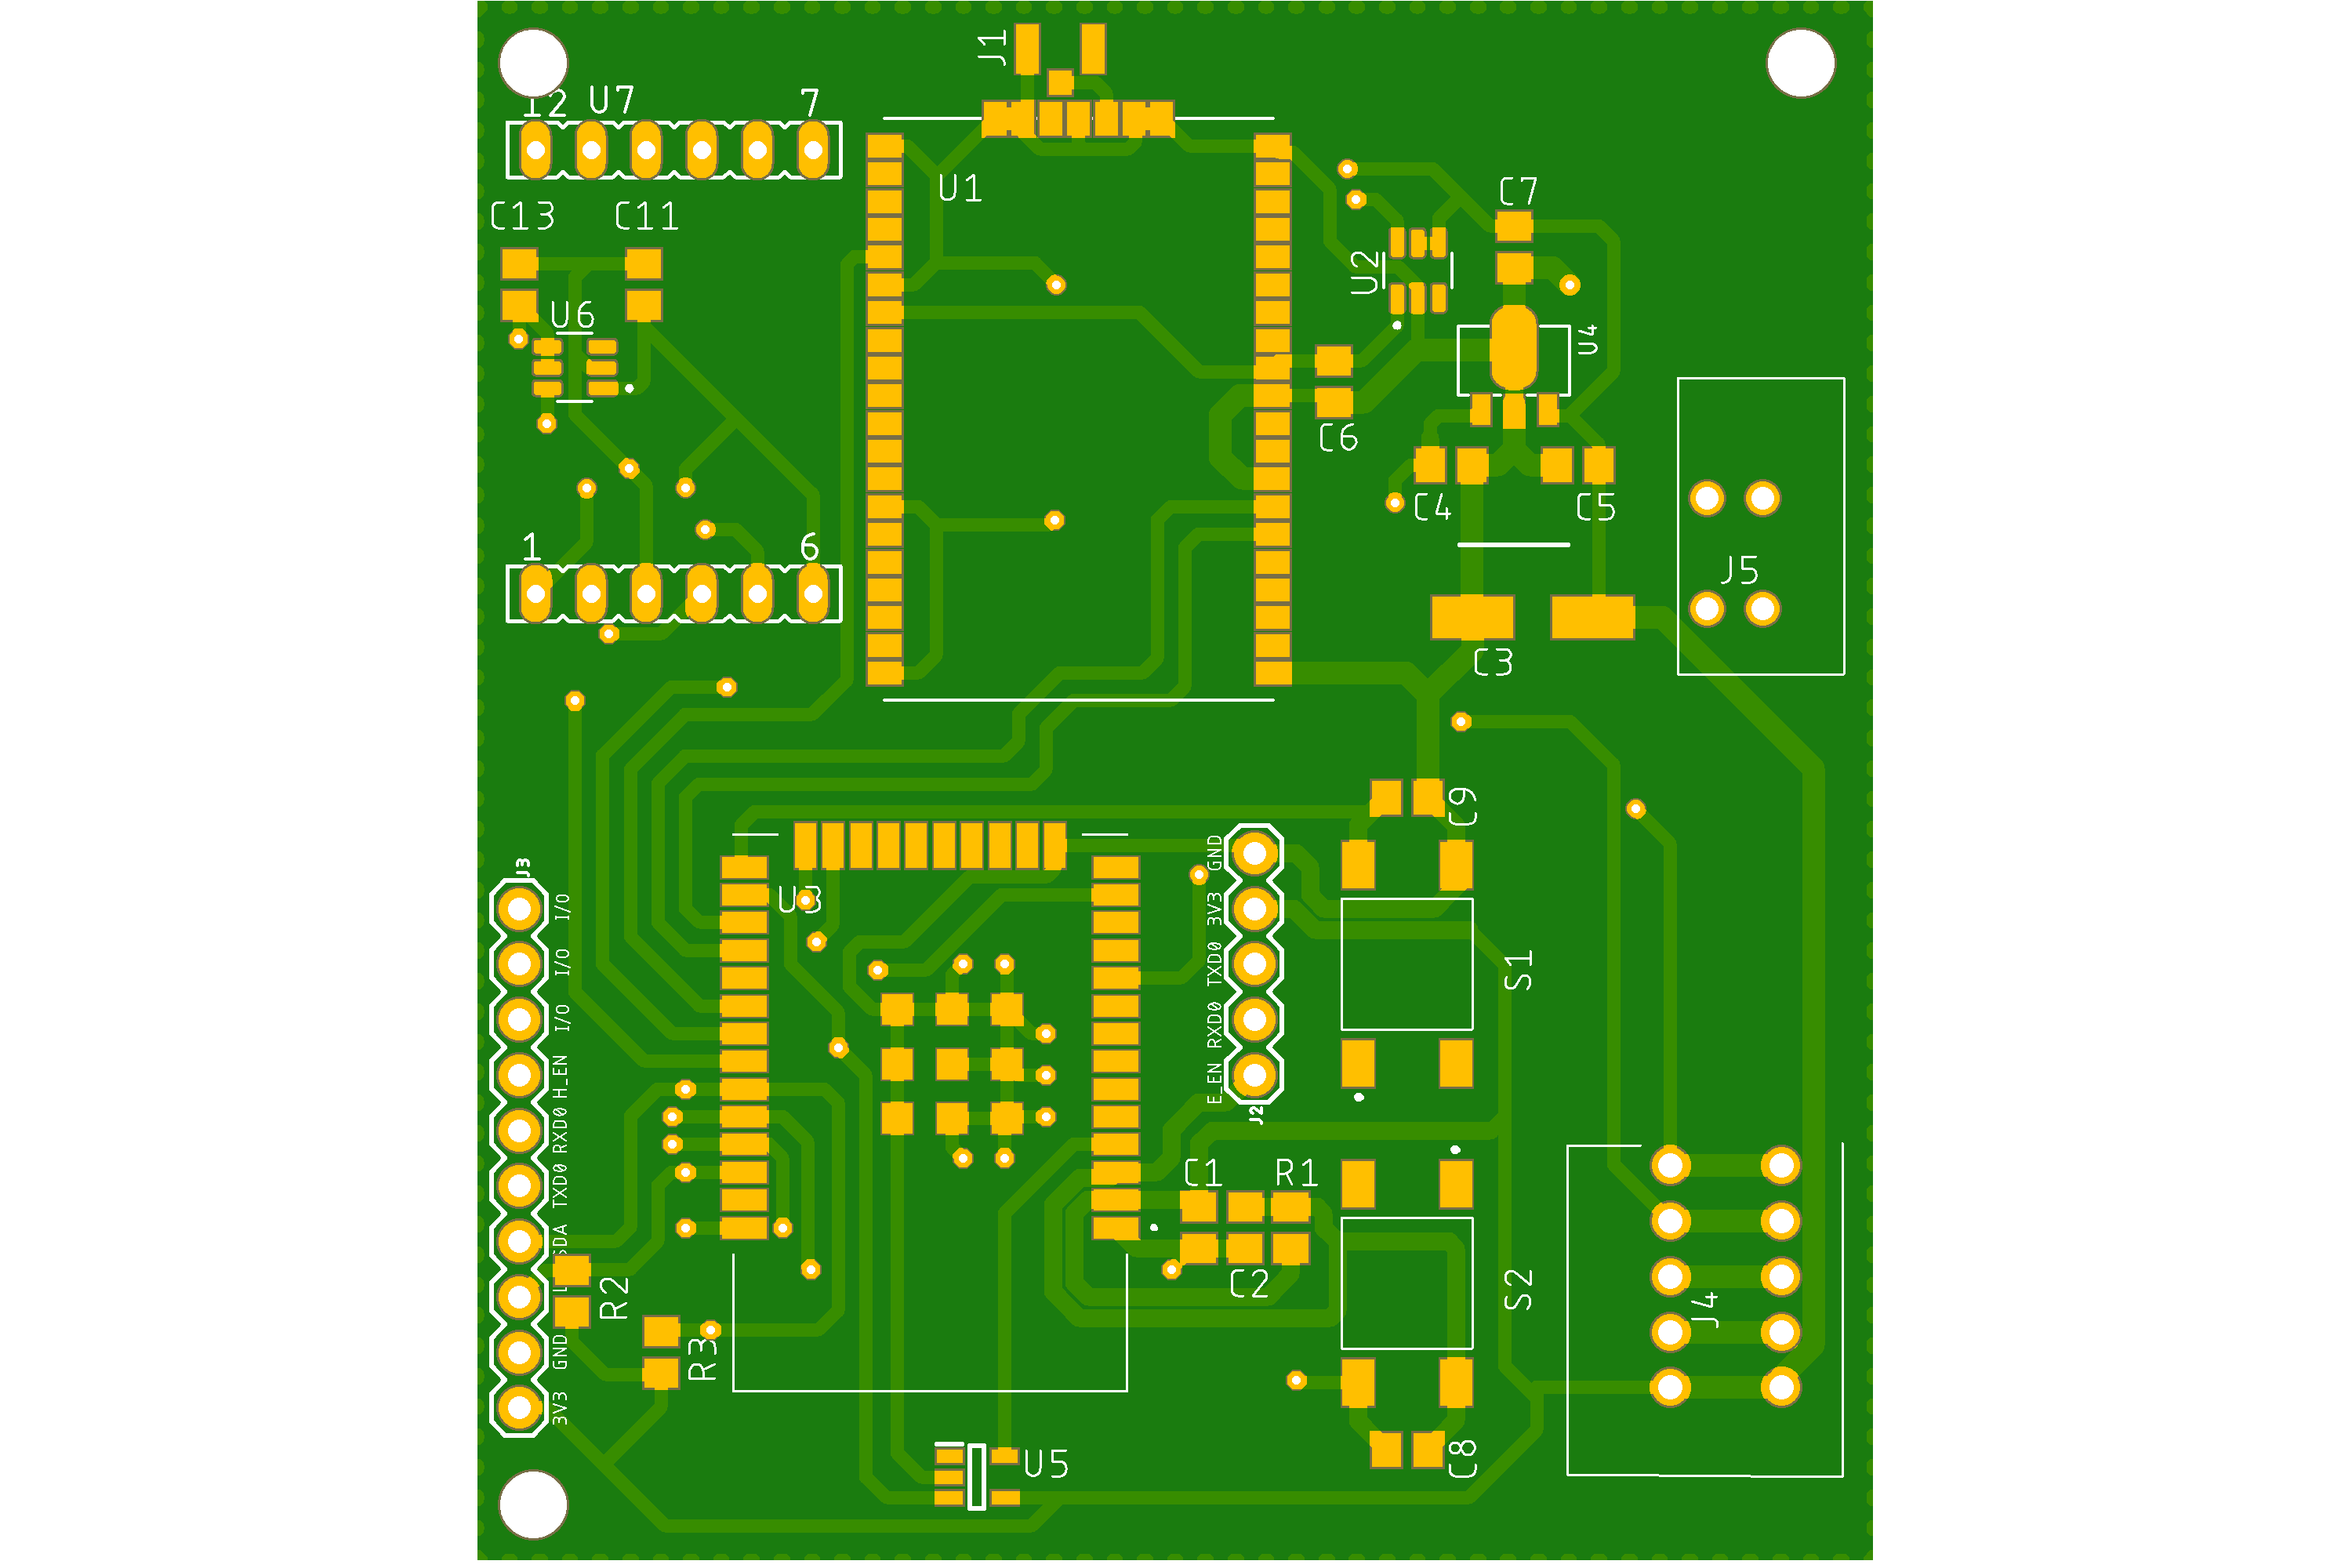 J1
12 U7 7
C13 C11
U1
C7
U2
U6
U4
C6
C4 C5
1 6
J5
C3
C9
J3
U3
GND
3V3
TXD0
RXD0
E_EN
J2
I/O
I/O
I/O
H_EN
RXD0
TXD0
SDA
GND
3V3
S1
C1 R1
C2
R2
R3
S2
J4
U5
C8